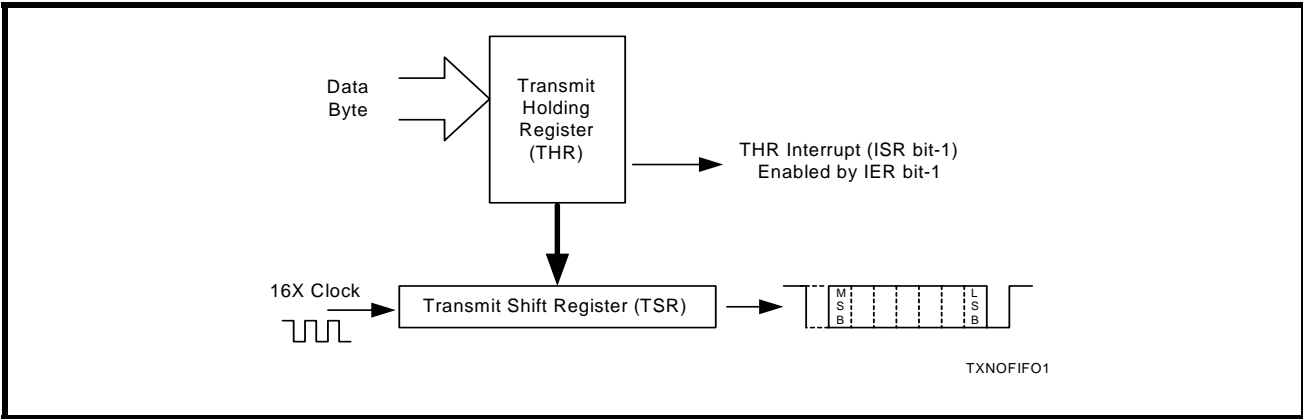 Data
Byte
Transmit
Holding
Register
(THR)
THR Interrupt (ISR bit-1)
Enabled by IER bit-1
16X Clock
Transmit Shift Register (TSR)
M
S
B
L
S
B
TXNOFIFO1